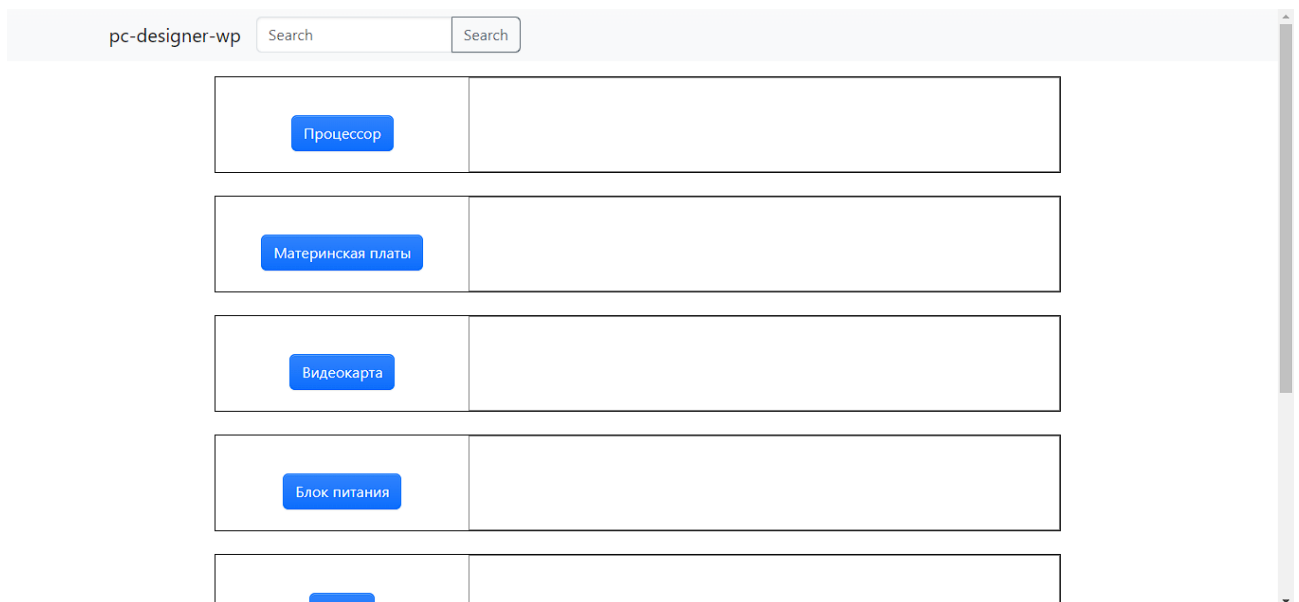 pc-designer-wp Search Search
Процессор
Материнская платы
Видеокарта
Блок питания